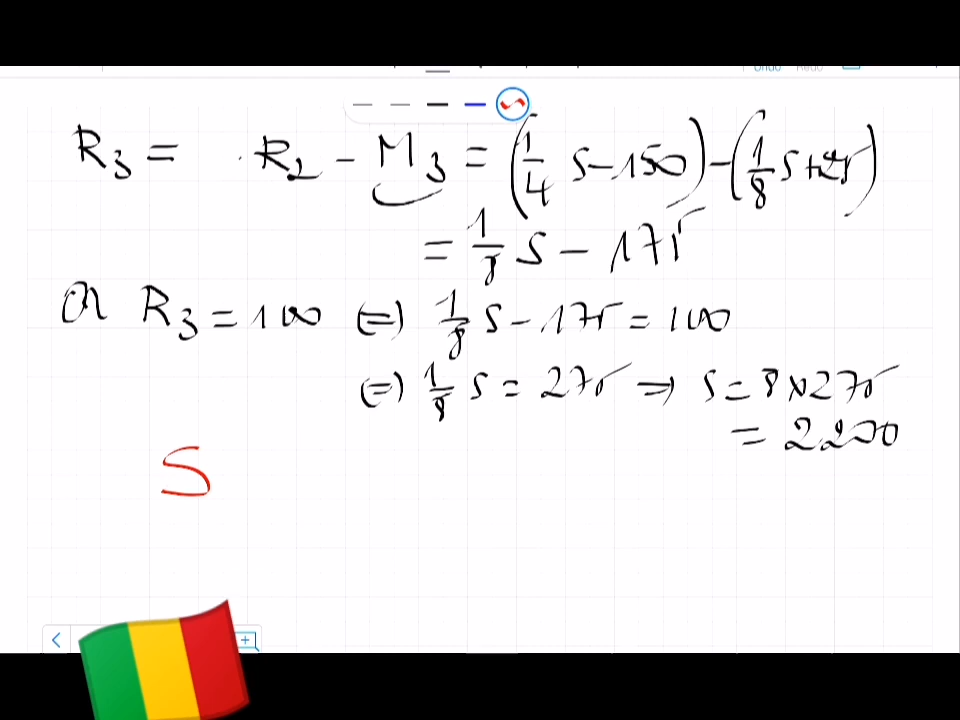 R₃ = R₂ - M₃ = (1/4 S - 150) - (1/8 S + 25)
= 1/8 S - 175
Or R₃ = 100 ⇔ 1/8 S - 175 = 100
⇔ 1/8 S = 275 ⇒ S = 8 × 275
= 2200
S